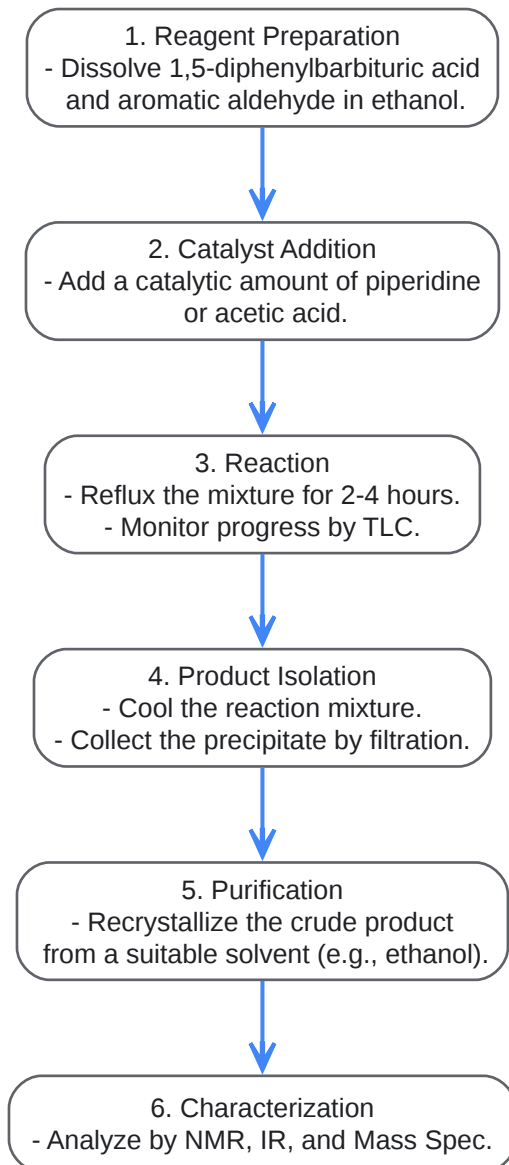 1. Reagent Preparation
- Dissolve 1,5-diphenylbarbituric acid
and aromatic aldehyde in ethanol.
2. Catalyst Addition
- Add a catalytic amount of piperidine
or acetic acid.
3. Reaction
- Reflux the mixture for 2-4 hours.
- Monitor progress by TLC.
4. Product Isolation
- Cool the reaction mixture.
- Collect the precipitate by filtration.
5. Purification
- Recrystallize the crude product
from a suitable solvent (e.g., ethanol).
6. Characterization
- Analyze by NMR, IR, and Mass Spec.